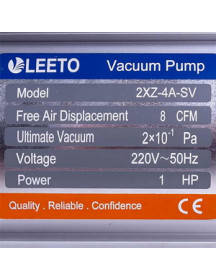 LEETO Vacuum Pump
Model 2XZ-4A-SV
Free Air Displacement 8 CFM
Ultimate Vacuum 2×10⁻¹ Pa
Voltage 220V~50Hz
Power 1 HP
Quality . Reliable . Confidence CE